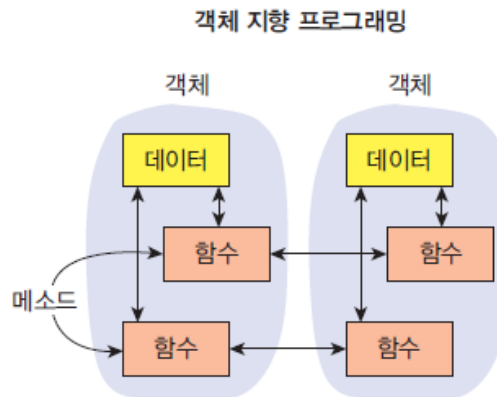 객체 지향 프로그래밍
객체 객체
데이터 데이터
함수 함수
메소드
함수 함수